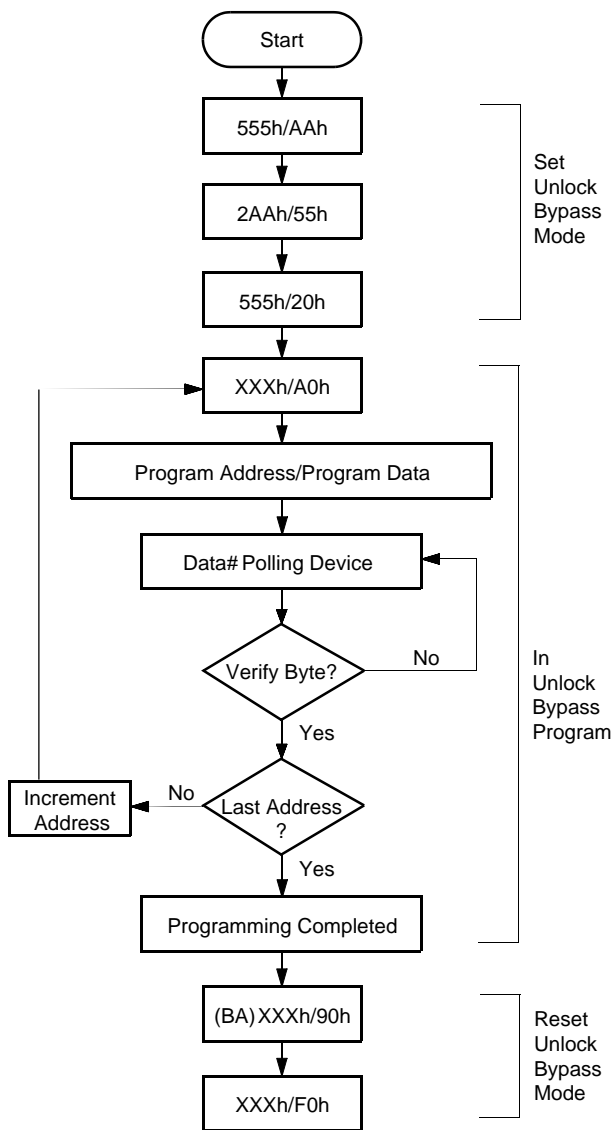 Start
555h/AAh
2AAh/55h
555h/20h
Set
Unlock
Bypass
Mode
XXXh/A0h
Program Address/Program Data
Data# Polling Device
Verify Byte?
No
Yes
In
Unlock
Bypass
Program
Increment
Address
No
Last Address
?
Yes
Programming Completed
(BA) XXXh/90h
XXXh/F0h
Reset
Unlock
Bypass
Mode